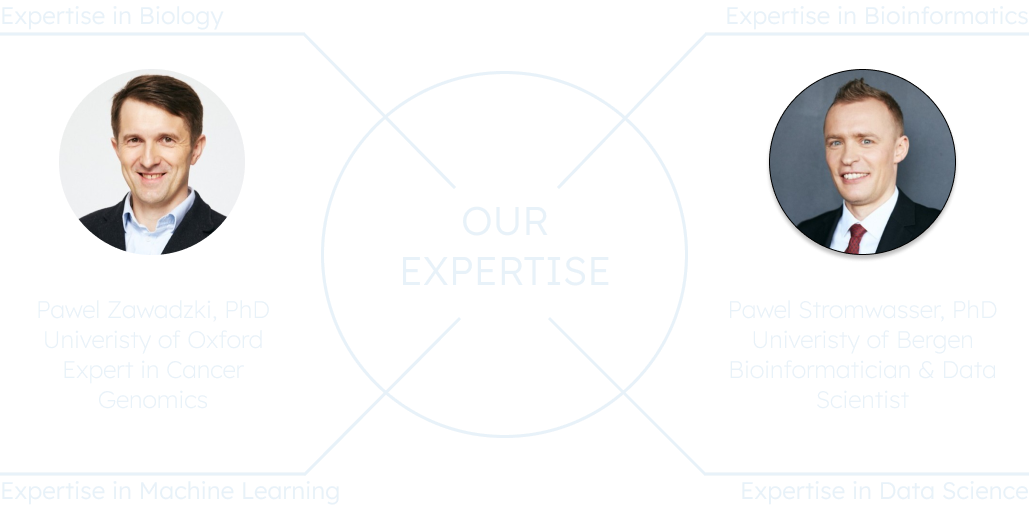 Expertise in Biology
Expertise in Bioinformatics
OUR
EXPERTISE
Pawel Zawadzki, PhD
Univeristy of Oxford
Expert in Cancer
Genomics
Pawel Stromwasser, PhD
Univeristy of Bergen
Bioinformatician & Data
Scientist
Expertise in Machine Learning
Expertise in Data Science